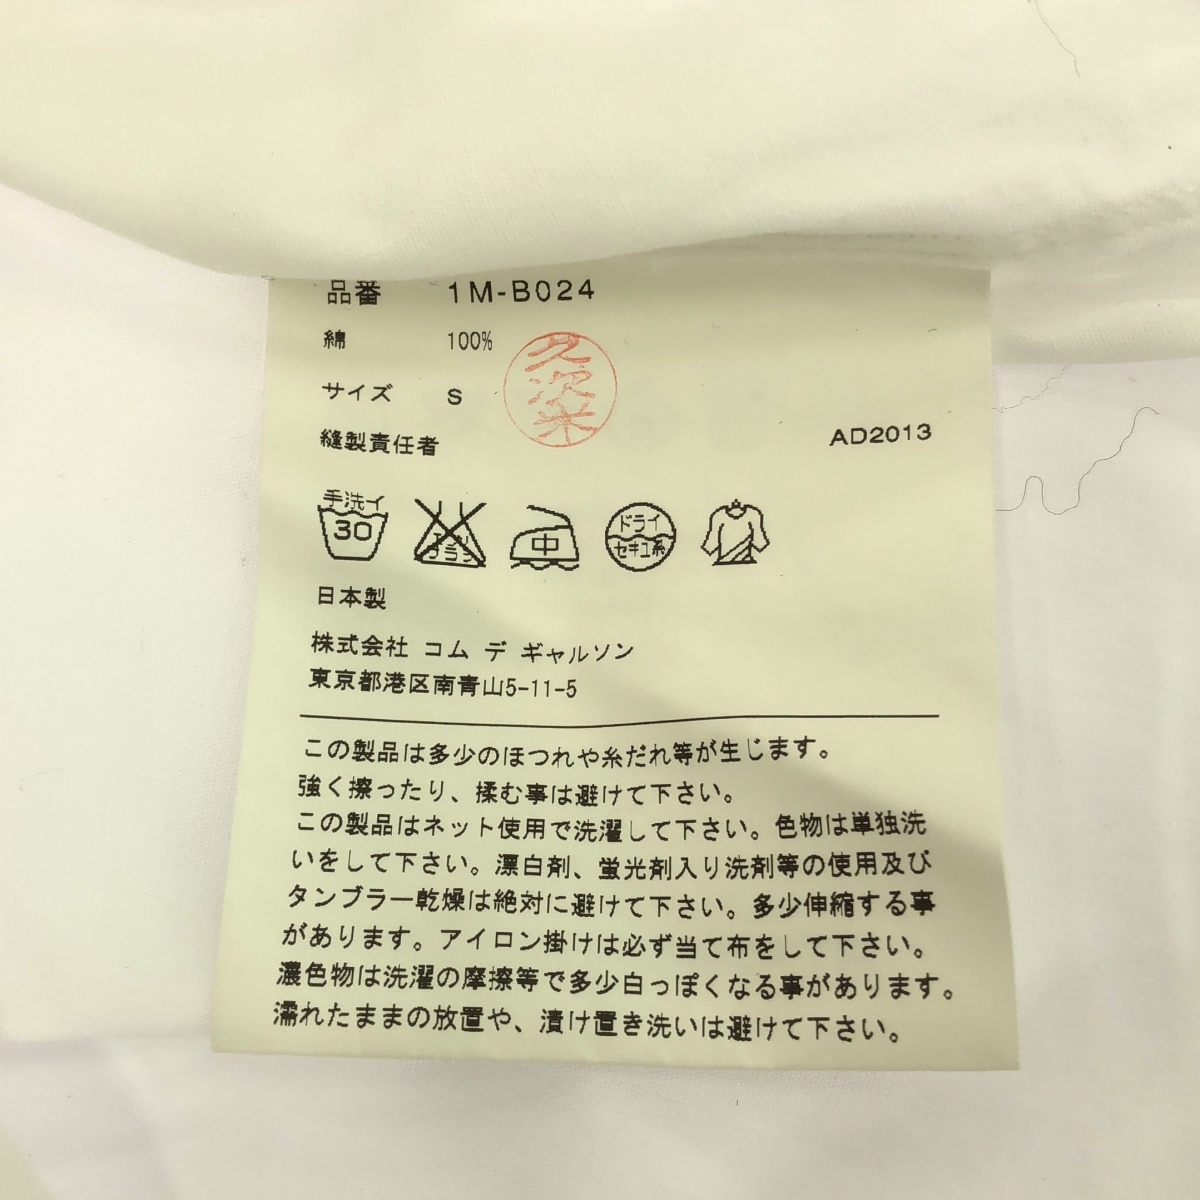 品番 1M-B024
綿 100%
久次米
サイズ S
縫製責任者 AD2013
手洗イ
30
エンソ
サラシ
中
ドライ
セキユ系
日本製
株式会社 コム デ ギャルソン
東京都港区南青山5-11-5
この製品は多少のほつれや糸だれ等が生じます。
強く擦ったり、揉む事は避けて下さい。
この製品はネット使用で洗濯して下さい。色物は単独洗
いをして下さい。漂白剤、蛍光剤入り洗剤等の使用及び
タンブラー乾燥は絶対に避けて下さい。多少伸縮する事
があります。アイロン掛けは必ず当て布をして下さい。
濃色物は洗濯の摩擦等で多少白っぽくなる事があります。
濡れたままの放置や、漬け置き洗いは避けて下さい。